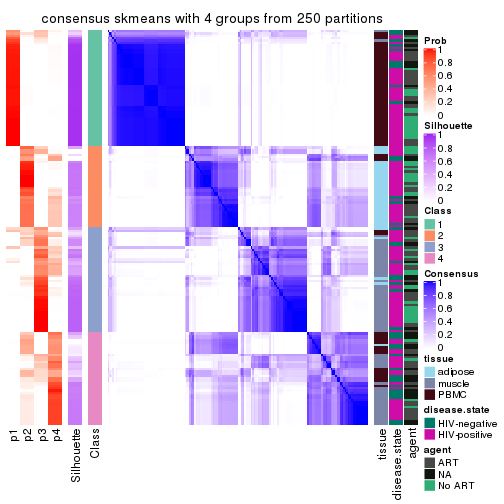 consensus skmeans with 4 groups from 250 partitions
Prob
1
0.8
0.6
0.4
0.2
0
Silhouette
1
0.8
0.6
0.4
0.2
0
Class
1
2
3
4
Consensus
1
0.8
0.6
0.4
0.2
0
tissue
adipose
muscle
PBMC
disease.state
HIV-negative
HIV-positive
agent
ART
NA
No ART
p1
p2
p3
p4
Silhouette
Class
tissue
disease.state
agent